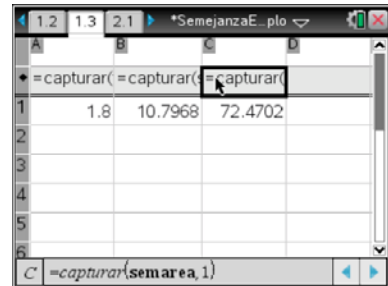 1.2 1.3 2.1 *SemejanzaE…plo
A B C D
=capturar( =capturar(s =capturar(
1 1.8 10.7968 72.4702
2
3
4
5
6
C =capturar(semarea,1)